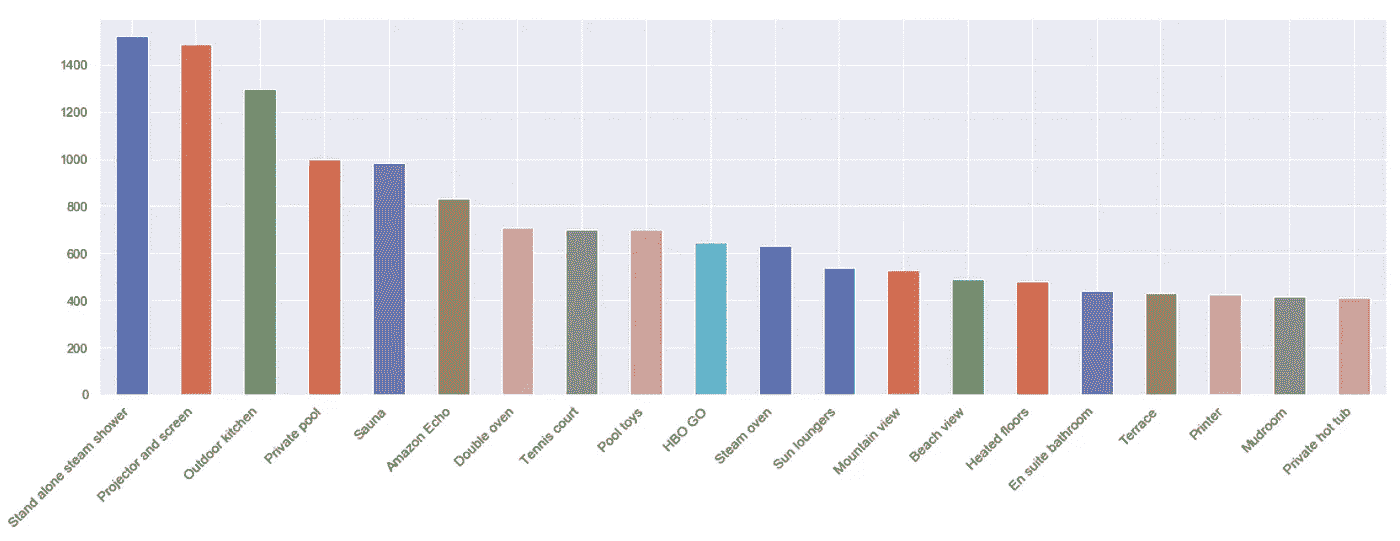 1400
1200
1000
800
600
400
200
0
Stand alone steam shower
Projector and screen
Outdoor kitchen
Private pool
Sauna
Amazon Echo
Double oven
Tennis court
Pool toys
HBO GO
Steam oven
Sun loungers
Mountain view
Beach view
Heated floors
En suite bathroom
Terrace
Printer
Mudroom
Private hot tub